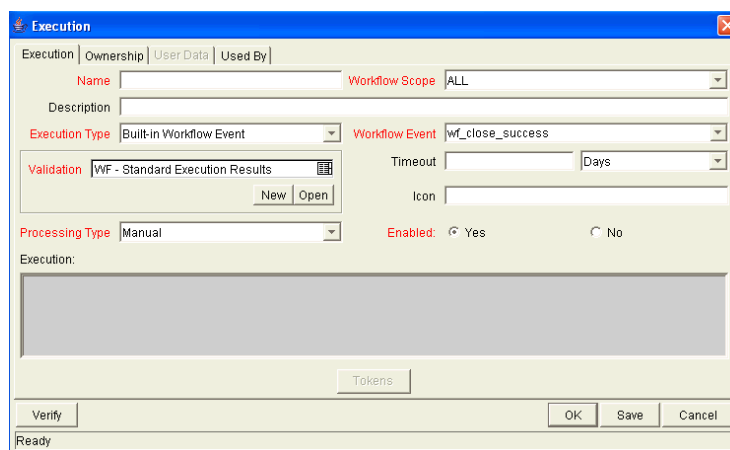 Execution
Execution Ownership User Data Used By
Name Workflow Scope ALL
Description
Execution Type Built-in Workflow Event Workflow Event wf_close_success
Validation WF - Standard Execution Results Timeout Days
New Open Icon
Processing Type Manual Enabled: Yes No
Execution:
Tokens
Verify OK Save Cancel
Ready